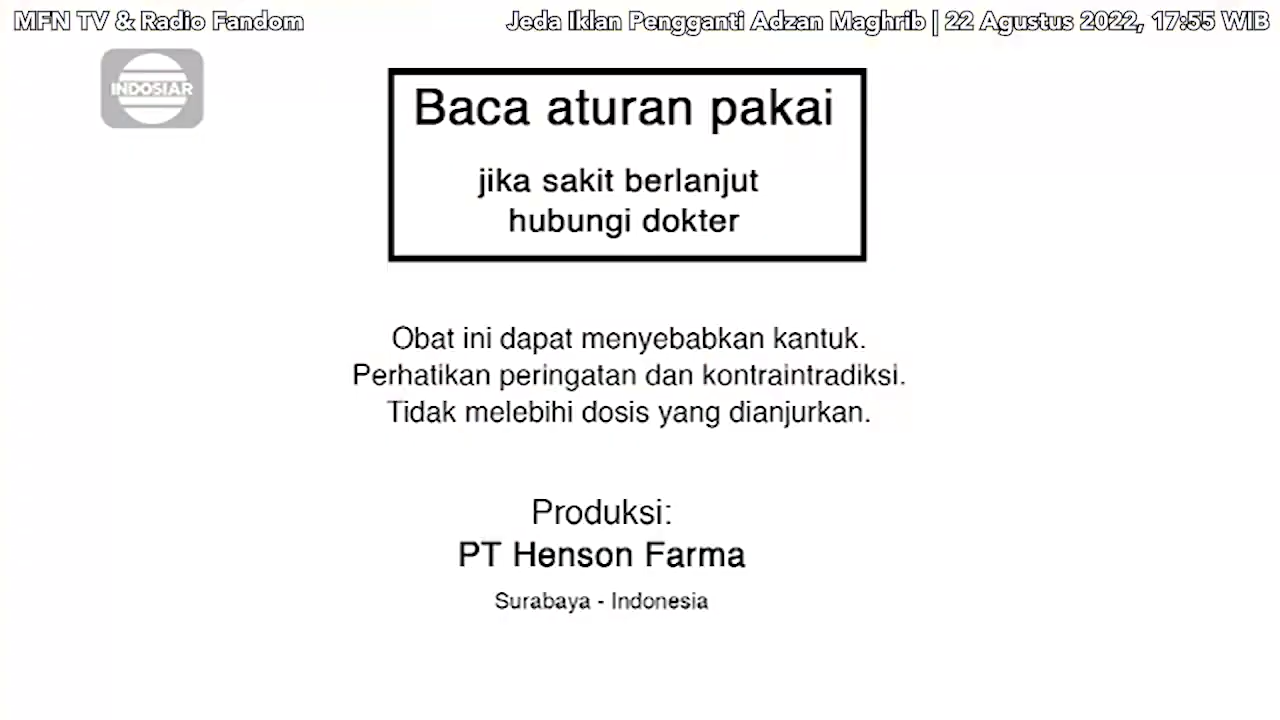 MFN TV & Radio Fandom
Jeda Iklan Pengganti Adzan Maghrib | 22 Agustus 2022, 17:55 WIB
INDOSIAR
Baca aturan pakai
jika sakit berlanjut
hubungi dokter
Obat ini dapat menyebabkan kantuk.
Perhatikan peringatan dan kontraintradiksi.
Tidak melebihi dosis yang dianjurkan.
Produksi:
PT Henson Farma
Surabaya - Indonesia